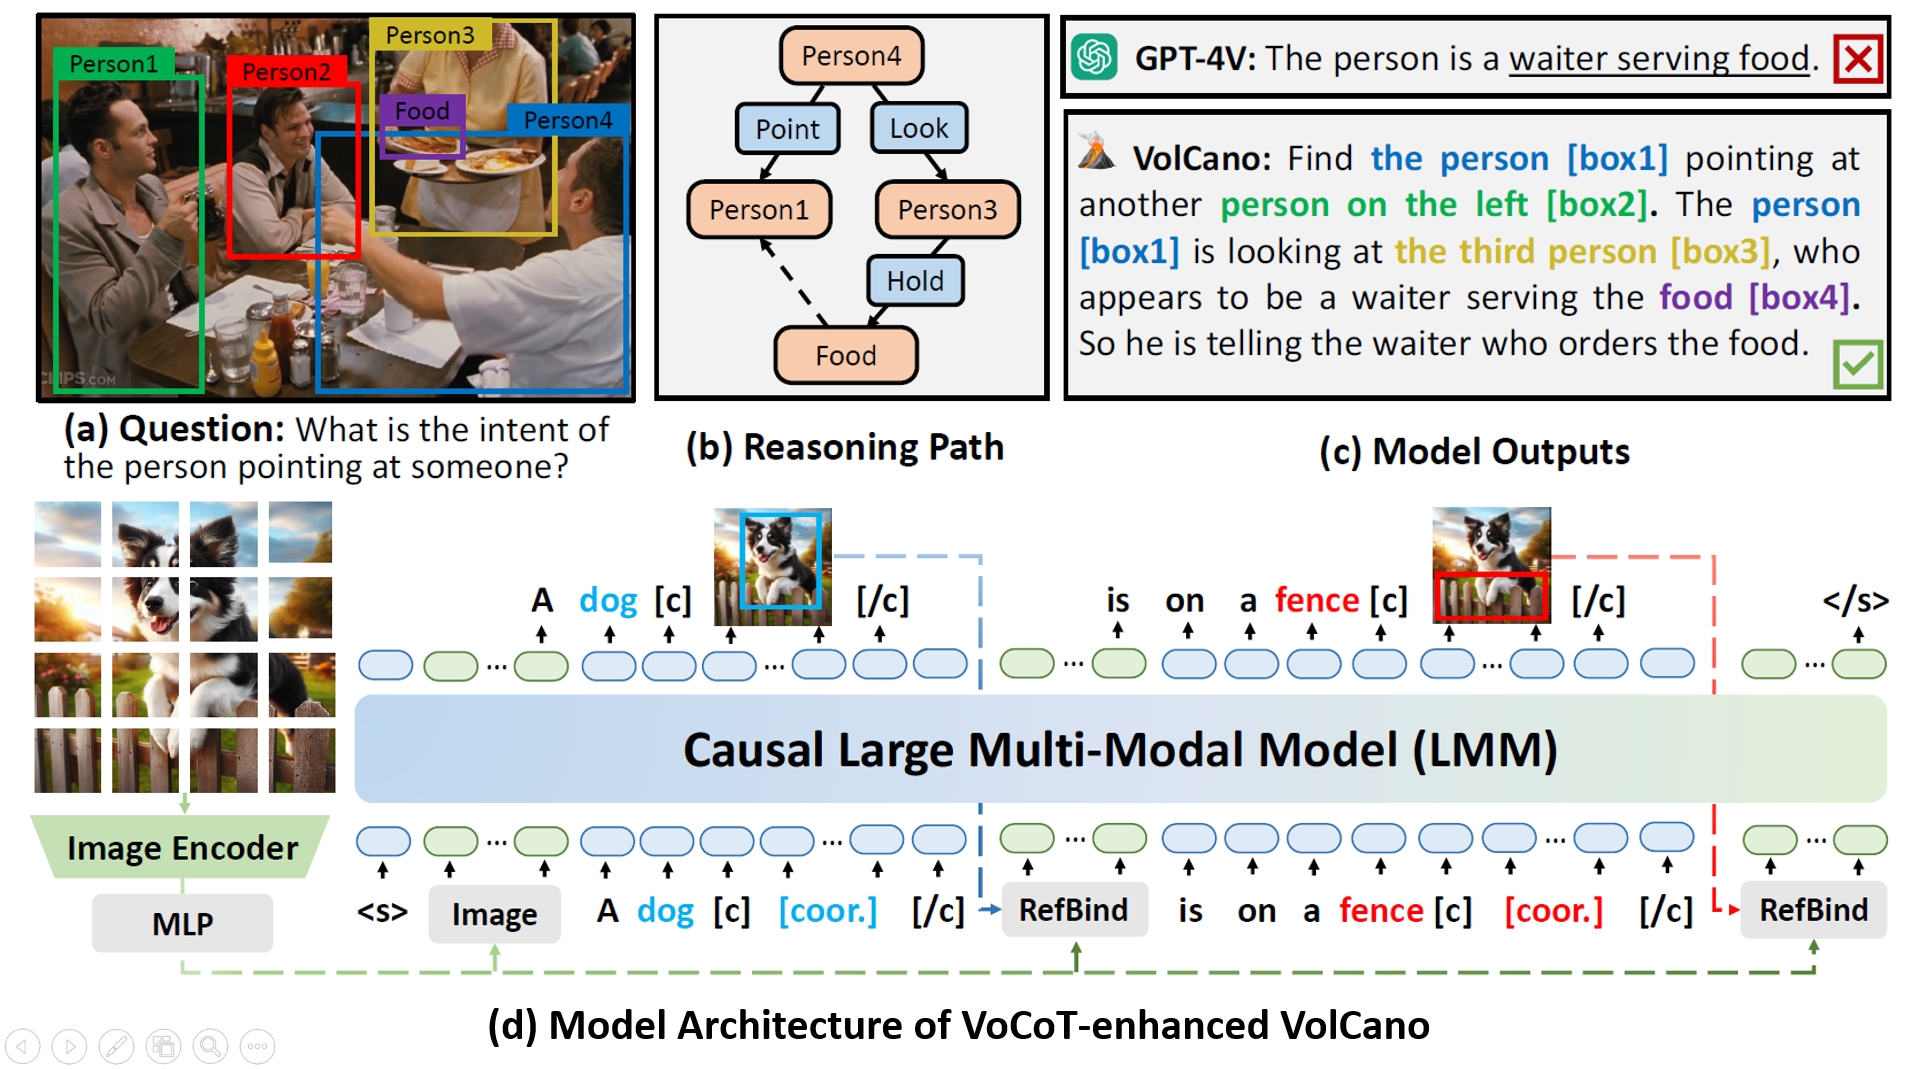 Person1
Person2
Person3
Food
Person4
CLIPS.COM
(a) Question: What is the intent of
the person pointing at someone?
Person4
Point
Look
Person1
Person3
Hold
Food
(b) Reasoning Path
GPT-4V: The person is a waiter serving food.
VolCano: Find the person [box1] pointing at
another person on the left [box2]. The person
[box1] is looking at the third person [box3], who
appears to be a waiter serving the food [box4].
So he is telling the waiter who orders the food.
(c) Model Outputs
A dog [c] [/c] is on a fence [c] [/c] </s>
... ... ... ... ...
Causal Large Multi-Modal Model (LMM)
Image Encoder
MLP
... ... ... ... ...
<s> Image A dog [c] [coor.] [/c] RefBind is on a fence [c] [coor.] [/c] RefBind
(d) Model Architecture of VoCoT-enhanced VolCano